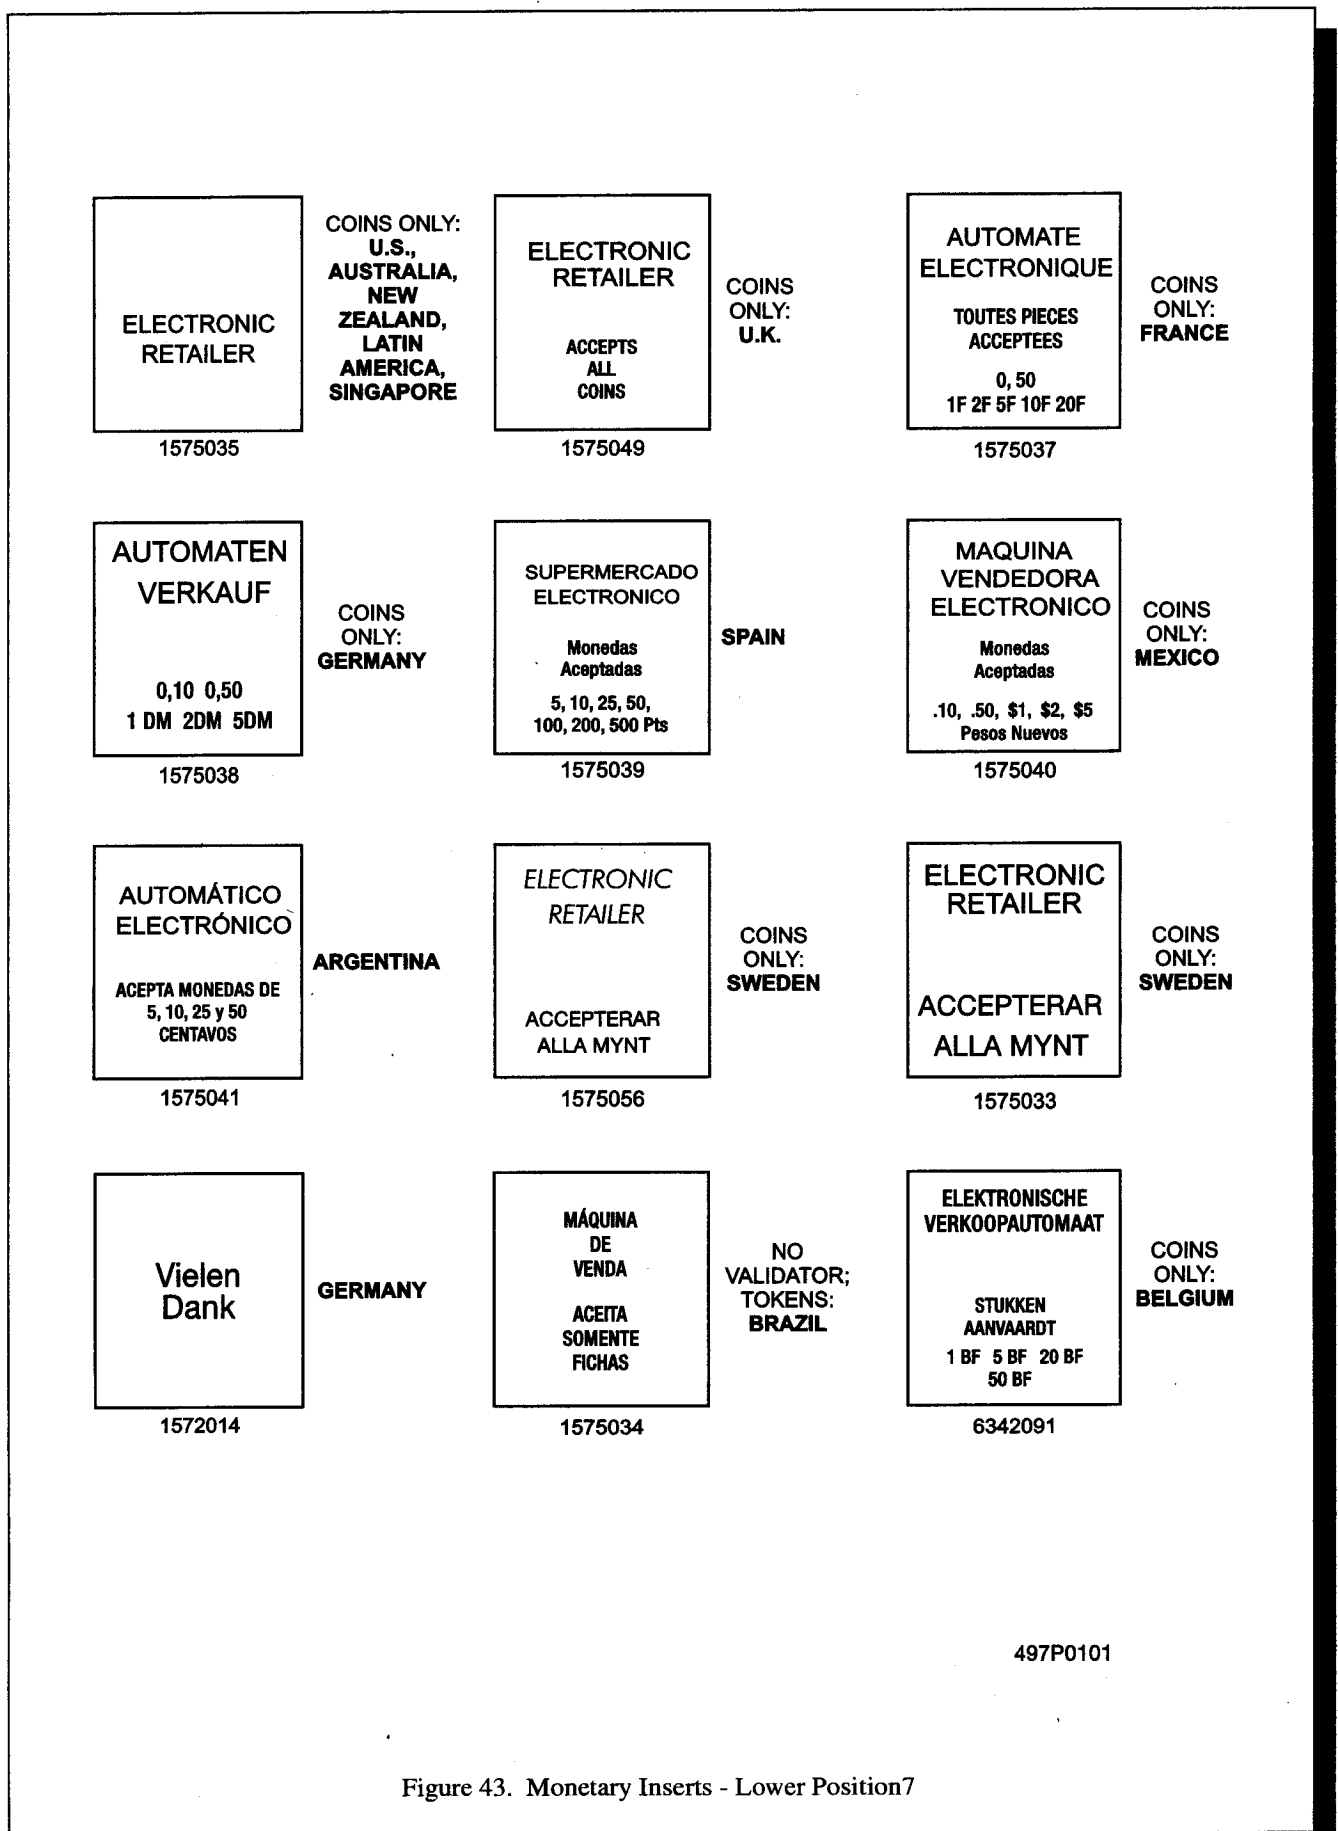 ELECTRONIC
RETAILER
1575035
COINS ONLY:
U.S.,
AUSTRALIA,
NEW
ZEALAND,
LATIN
AMERICA,
SINGAPORE
ELECTRONIC
RETAILER
ACCEPTS
ALL
COINS
1575049
COINS
ONLY:
U.K.
AUTOMATE
ELECTRONIQUE
TOUTES PIECES
ACCEPTEES
0, 50
1F 2F 5F 10F 20F
1575037
COINS
ONLY:
FRANCE
AUTOMATEN
VERKAUF
0,10 0,50
1 DM 2DM 5DM
1575038
COINS
ONLY:
GERMANY
SUPERMERCADO
ELECTRONICO
Monedas
Aceptadas
5, 10, 25, 50,
100, 200, 500 Pts
1575039
SPAIN
MAQUINA
VENDEDORA
ELECTRONICO
Monedas
Aceptadas
.10, .50, $1, $2, $5
Pesos Nuevos
1575040
COINS
ONLY:
MEXICO
AUTOMÁTICO
ELECTRÓNICO
ACEPTA MONEDAS DE
5, 10, 25 y 50
CENTAVOS
1575041
ARGENTINA
ELECTRONIC
RETAILER
ACCEPTERAR
ALLA MYNT
1575056
COINS
ONLY:
SWEDEN
ELECTRONIC
RETAILER
ACCEPTERAR
ALLA MYNT
1575033
COINS
ONLY:
SWEDEN
Vielen
Dank
1572014
GERMANY
MÁQUINA
DE
VENDA
ACEITA
SOMENTE
FICHAS
1575034
NO
VALIDATOR;
TOKENS:
BRAZIL
ELEKTRONISCHE
VERKOOPAUTOMAAT
STUKKEN
AANVAARDT
1 BF 5 BF 20 BF
50 BF
6342091
COINS
ONLY:
BELGIUM
497P0101
Figure 43. Monetary Inserts - Lower Position7